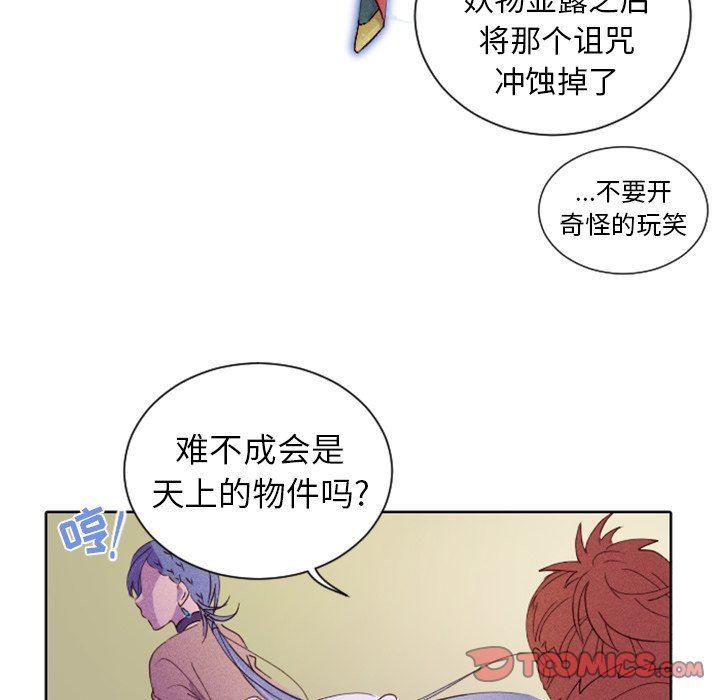 妖物显露之后
将那个诅咒
冲蚀掉了
...不要开
奇怪的玩笑
难不成会是
天上的物件吗?
哼!
TOOMICS.COM